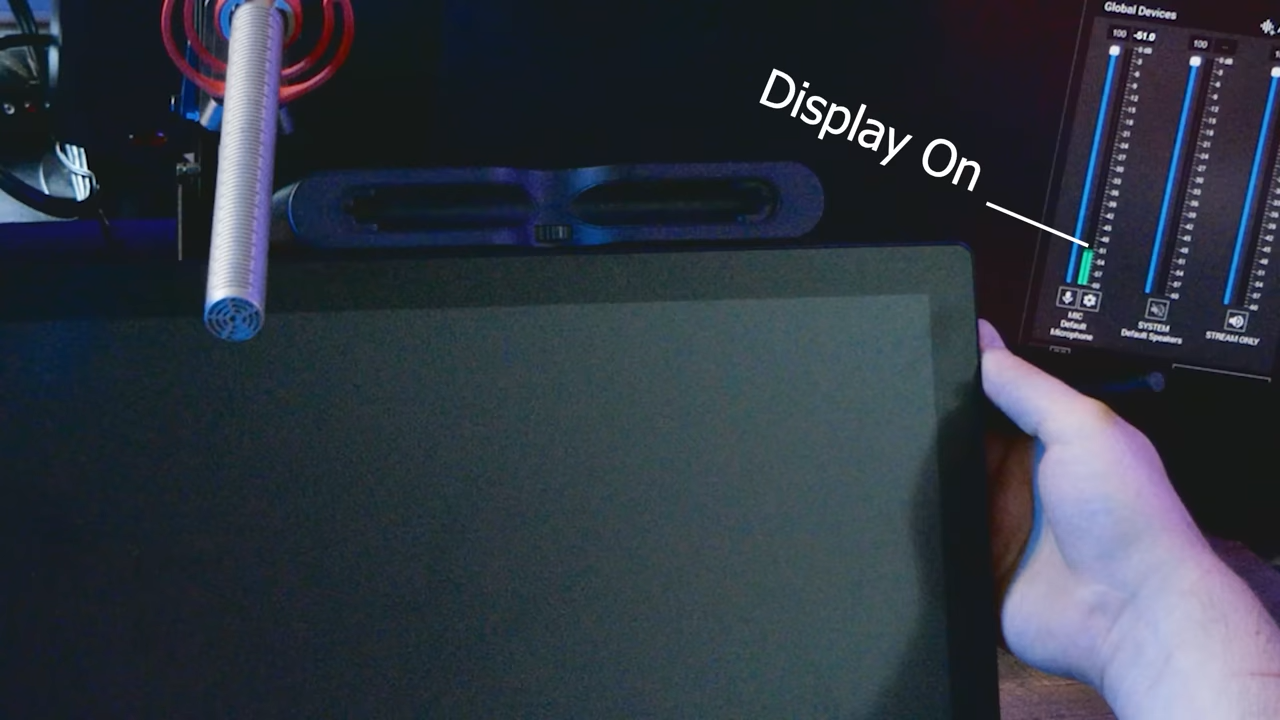 Global Devices
Display On
100 -51.0
100 --
MIC
Default
Microphone
SYSTEM
Default Speakers
STREAM ONLY